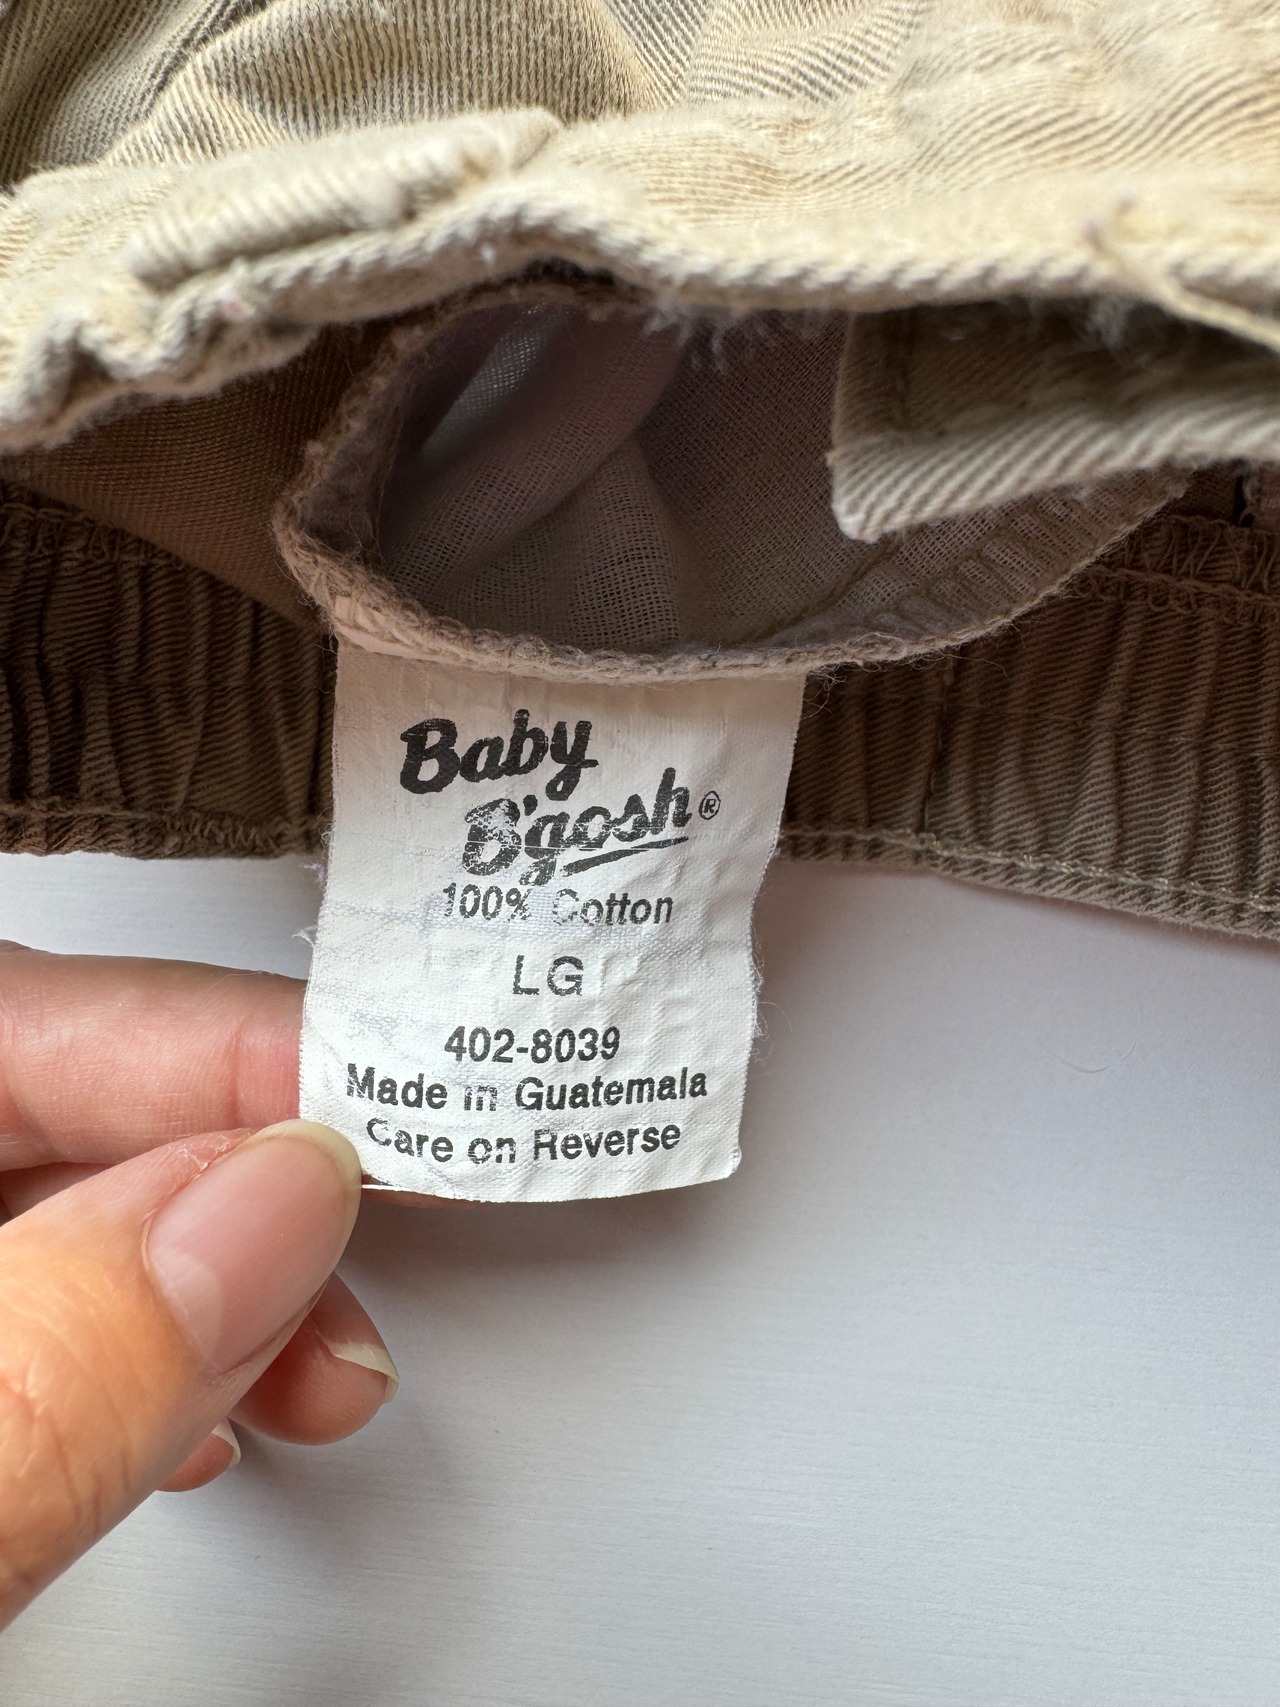 Baby
B'gosh®
100% Cotton
LG
402-8039
Made in Guatemala
Care on Reverse